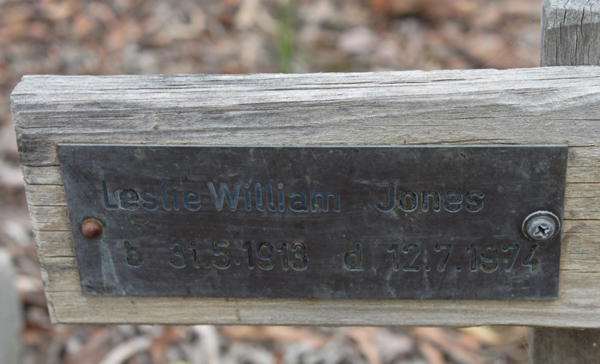 Leslie William Jones
b 31.5.1913 d 12.7.1974